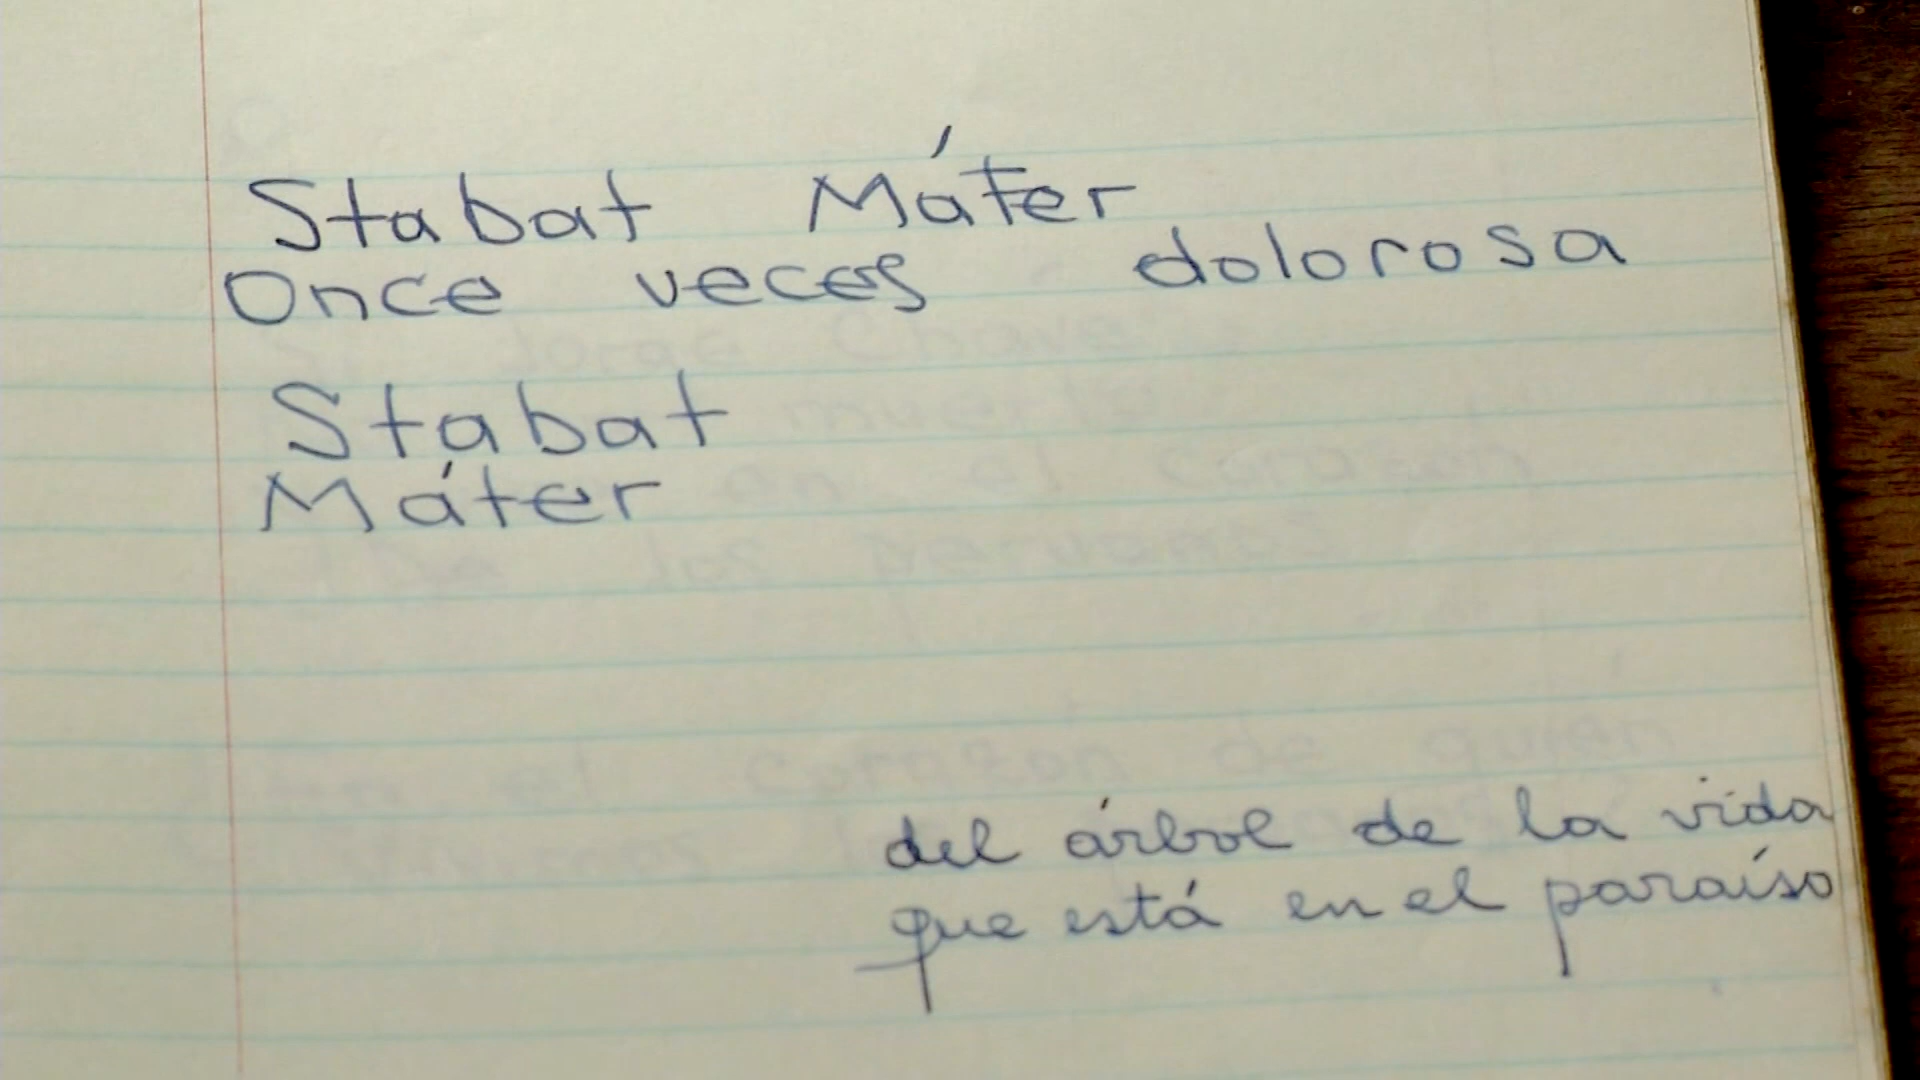 Stabat Máter
Once veces dolorosa
Stabat
Máter
del árbol de la vida
que está en el paraíso